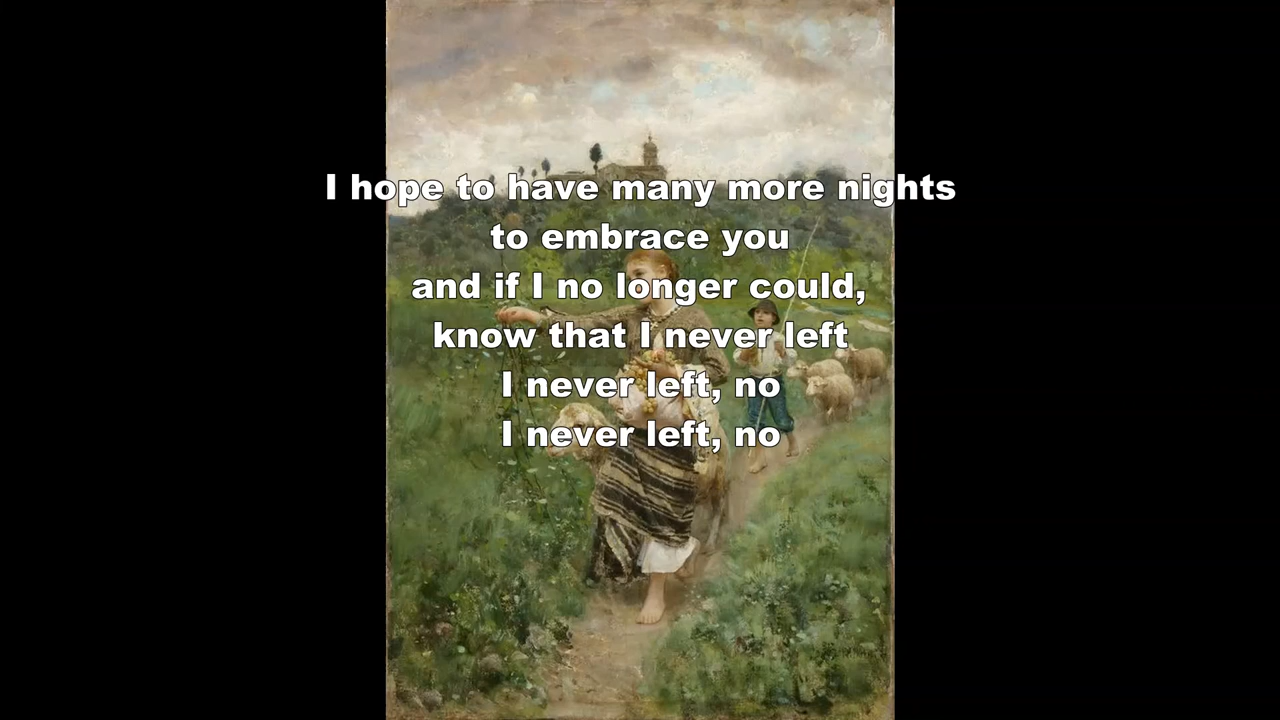 I hope to have many more nights
to embrace you
and if I no longer could,
know that I never left
I never left, no
I never left, no